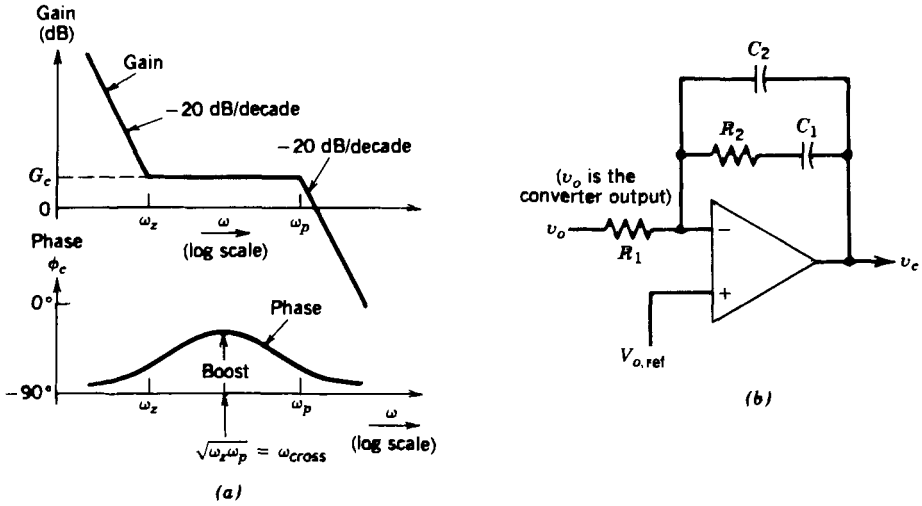 Gain
(dB)
Gain
−20 dB/decade
−20 dB/decade
G_c
0
ω_z
ω
(log scale)
ω_p
Phase
ϕ_c
0°
Phase
Boost
−90°
ω_z
ω_p
ω
(log scale)
√ω_zω_p = ω_cross
(a)
C_2
R_2
C_1
(v_o is the
converter output)
v_o
R_1
−
+
v_c
V_o,ref
(b)